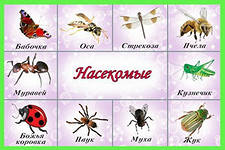 Бабочка
Оса
Стрекоза
Пчела
Муравей
Насекомые
Кузнечик
Божья
коровка
Паук
Муха
Жук